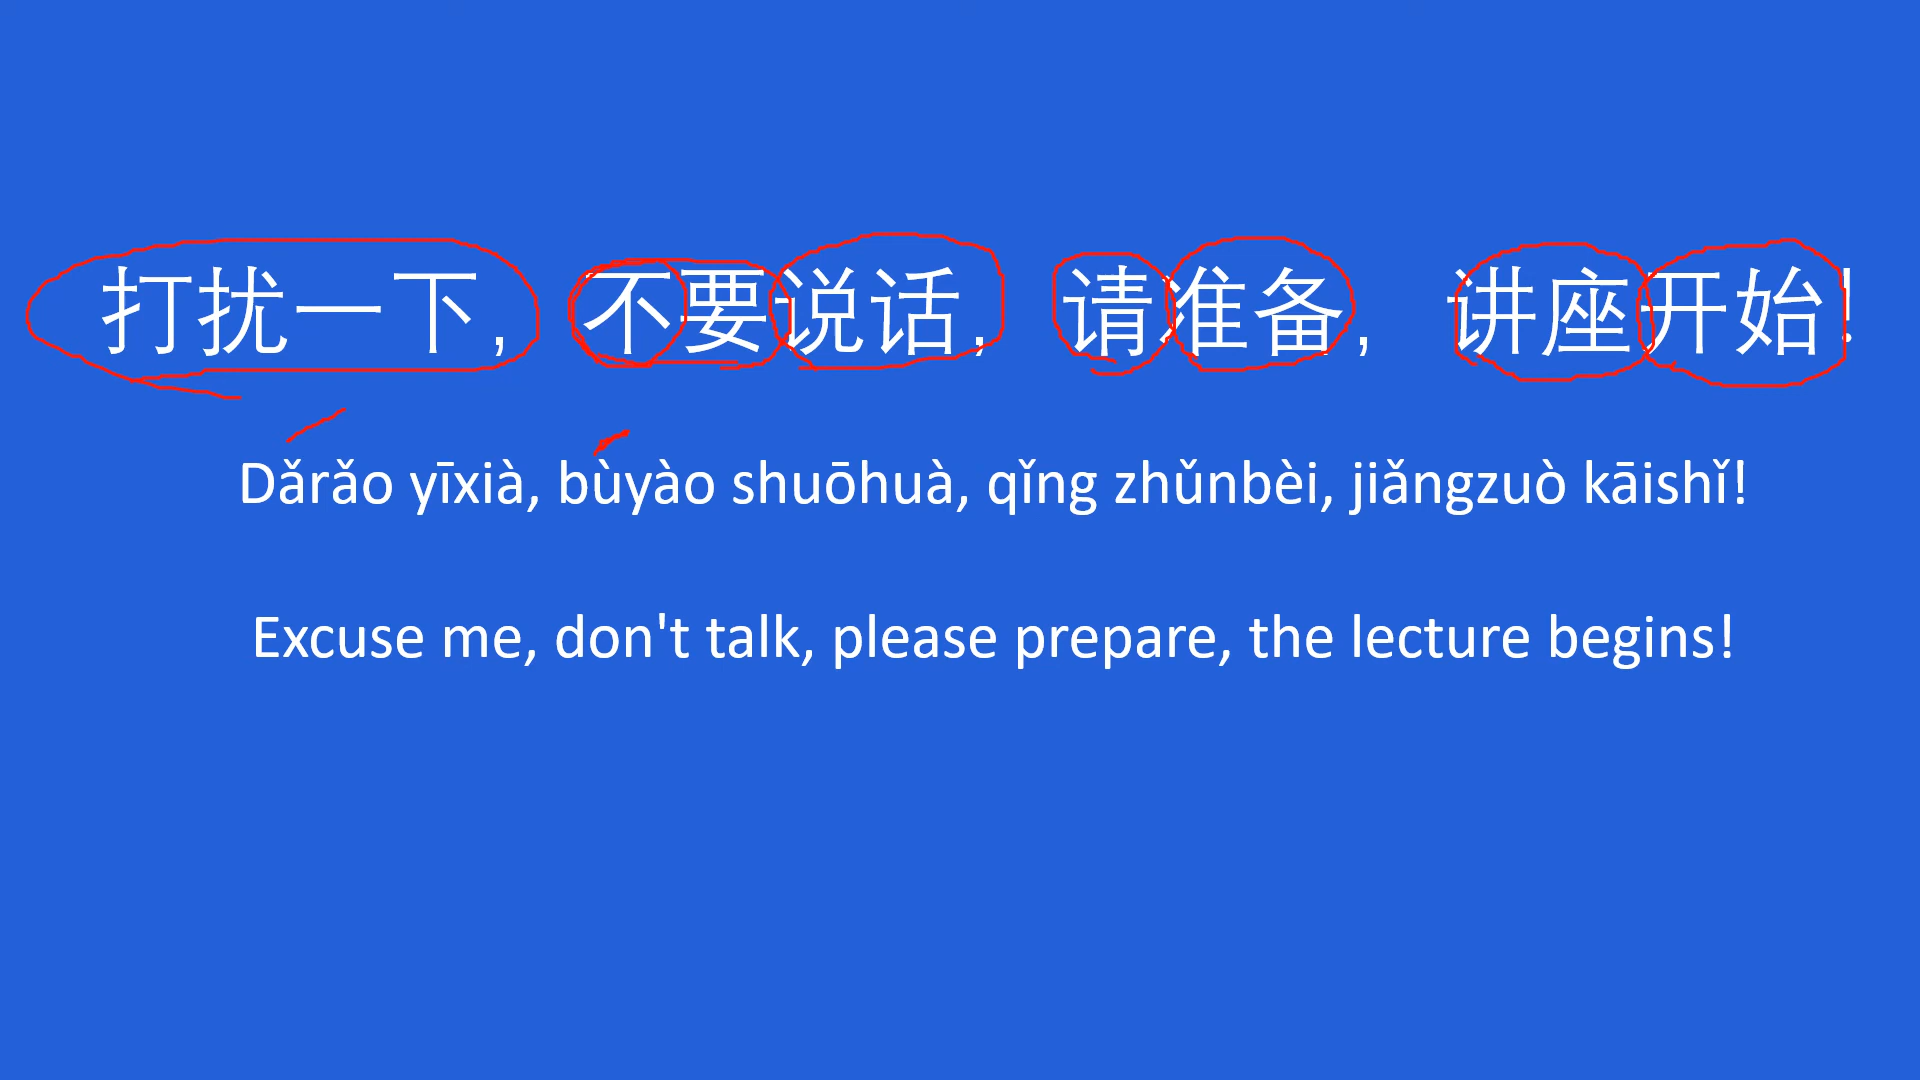 打扰一下, 不要说话, 请准备, 讲座开始!
Dǎrǎo yīxià, bùyào shuōhuà, qǐng zhǔnbèi, jiǎngzuò kāishǐ!
Excuse me, don't talk, please prepare, the lecture begins!